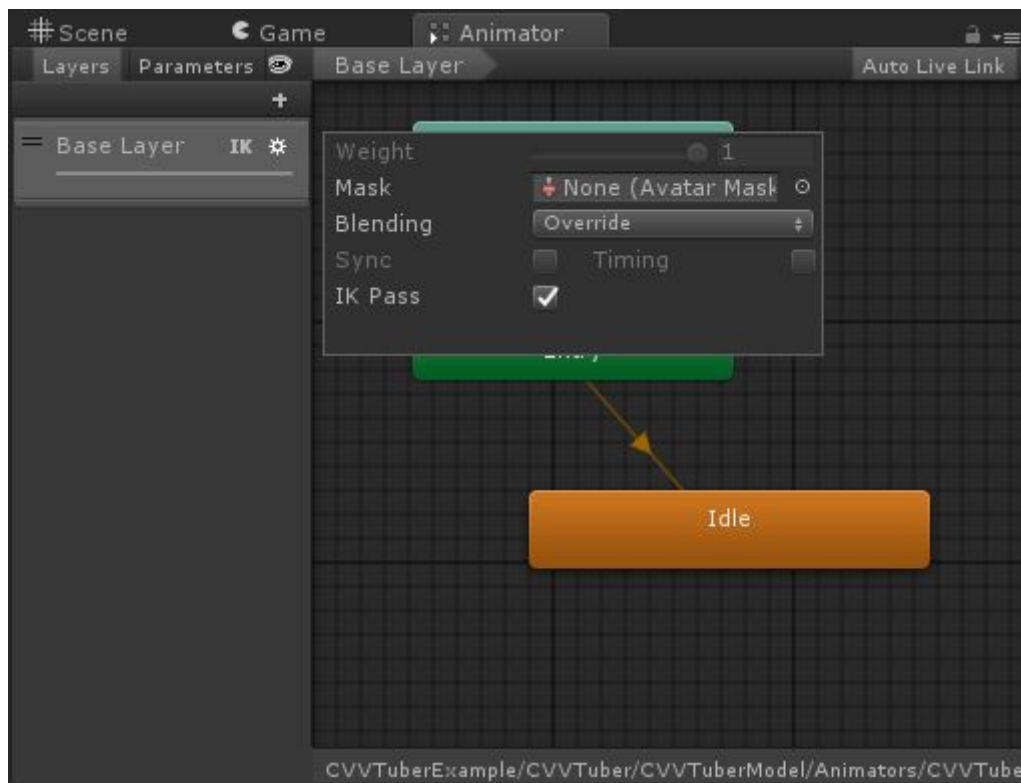 Scene Game Animator
Layers Parameters Base Layer Auto Live Link
+
Base Layer IK
Weight 1
Mask None (Avatar Mask
Blending Override
Sync Timing
IK Pass
Idle
CVVTuberExample/CVVTuber/CVVTuberModel/Animators/CVVTube